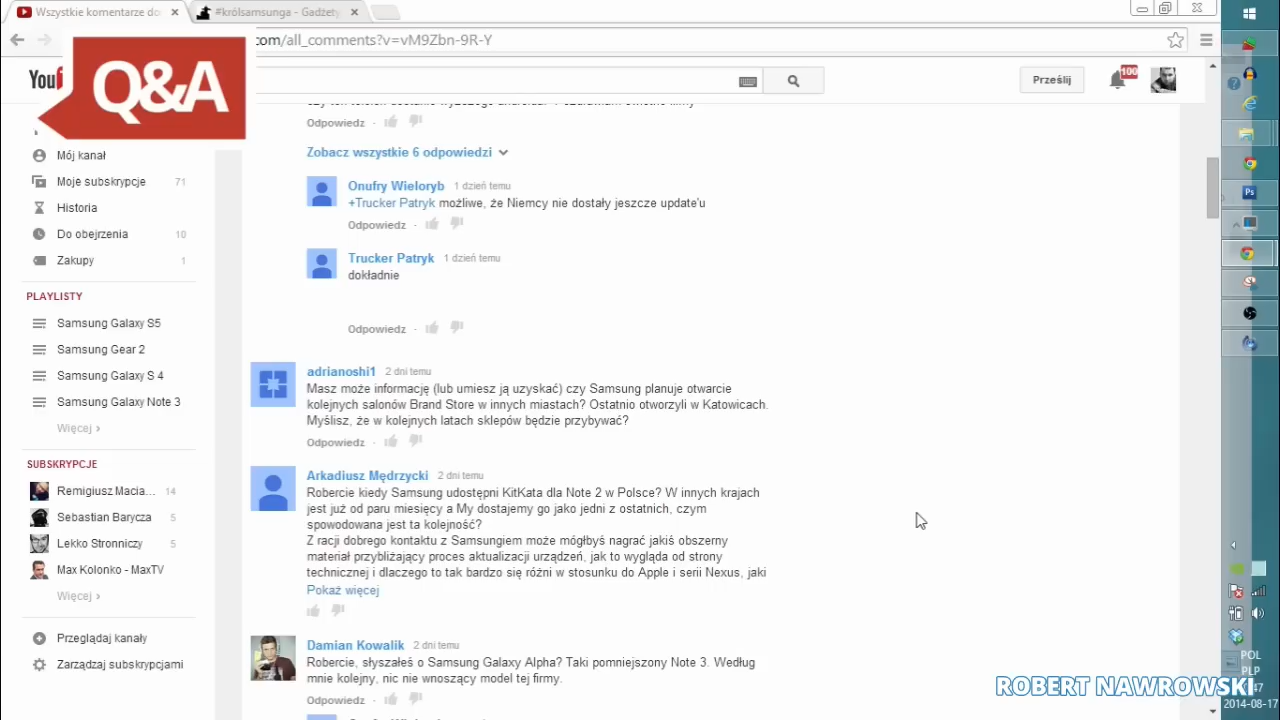 Wszystkie komentarze do
#królsamsunga - Gadżety
com/all_comments?v=vM9Zbn-9R-Y
You
Q&A
Prześlij
100
Odpowiedz
Zobacz wszystkie 6 odpowiedzi
Mój kanał
Moje subskrypcje 71
Historia
Do obejrzenia 10
Zakupy 1
PLAYLISTY
Samsung Galaxy S5
Samsung Gear 2
Samsung Galaxy S 4
Samsung Galaxy Note 3
Więcej ›
SUBSKRYPCJE
Remigiusz Macia... 14
Sebastian Barycza 5
Lekko Stronniczy 5
Max Kolonko - MaxTV
Więcej ›
Przeglądaj kanały
Zarządzaj subskrypcjami
Onufry Wieloryb 1 dzień temu
+Trucker Patryk możliwe, że Niemcy nie dostały jeszcze update'u
Odpowiedz
Trucker Patryk 1 dzień temu
dokładnie
Odpowiedz
adrianoshi1 2 dni temu
Masz może informację (lub umiesz ją uzyskać) czy Samsung planuje otwarcie
kolejnych salonów Brand Store w innych miastach? Ostatnio otworzyli w Katowicach.
Myślisz, że w kolejnych latach sklepów będzie przybywać?
Odpowiedz
Arkadiusz Mędrzycki 2 dni temu
Robercie kiedy Samsung udostępni KitKata dla Note 2 w Polsce? W innych krajach
jest już od paru miesięcy a My dostajemy go jako jedni z ostatnich, czym
spowodowana jest ta kolejność?
Z racji dobrego kontaktu z Samsungiem może mógłbyś nagrać jakiś obszerny
materiał przybliżający proces aktualizacji urządzeń, jak to wygląda od strony
technicznej i dlaczego to tak bardzo się różni w stosunku do Apple i serii Nexus, jaki
Pokaż więcej
Damian Kowalik 2 dni temu
Robercie, słyszałeś o Samsung Galaxy Alpha? Taki pomniejszony Note 3. Według
mnie kolejny, nic nie wnoszący model tej firmy.
Odpowiedz
Ps
POL
PLP
47
ROBERT NAWROWSKI
2014-08-17